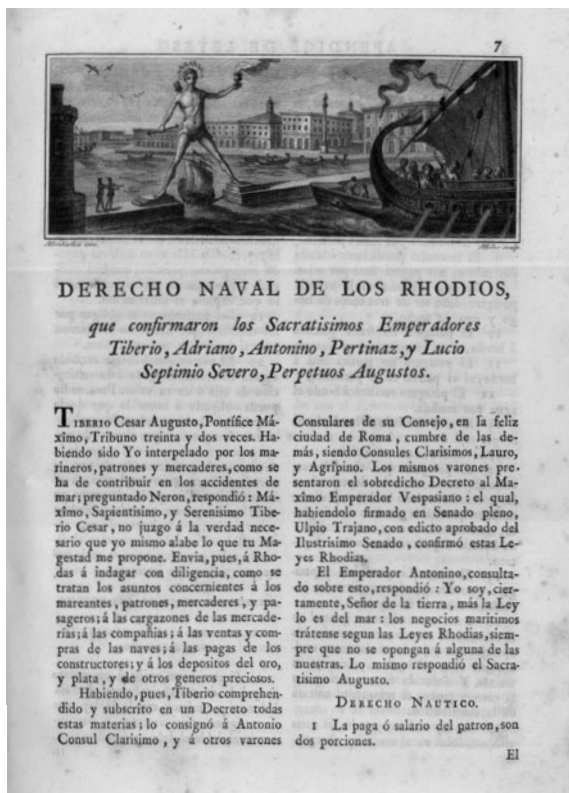 7
DERECHO NAVAL DE LOS RHODIOS,
que confirmaron los Sacratisimos Emperadores
Tiberio, Adriano, Antonino, Pertinaz, y Lucio
Septimio Severo, Perpetuos Augustos.
TIBERIO Cesar Augusto, Pontífice Má-
xîmo, Tribuno treinta y dos veces. Ha-
biendo sido Yo interpelado por los ma-
rineros, patrones y mercaderes, como se
ha de contribuir en los accidentes de
mar; preguntado Neron, respondió: Má-
xîmo, Sapientisimo, y Serenisimo Tibe-
rio Cesar, no juzgo á la verdad nece-
sario que yo mismo alabe lo que tu Ma-
gestad me propone. Envia, pues, á Rho-
das á indagar con diligencia, como se
tratan los asuntos concernientes á los
mareantes, patrones, mercaderes, y pa-
sageros; á las cargazones de las mercade-
rías; á las compañias; á las ventas y com-
pras de las naves; á las pagas de los
constructores; y á los depositos del oro,
y plata, y de otros generos preciosos.
Habiendo, pues, Tiberio comprehen-
dido y subscrito en un Decreto todas
estas materias; lo consignó á Antonio
Consul Clarisimo, y á otros varones
Consulares de su Consejo, en la feliz
ciudad de Roma, cumbre de las de-
más, siendo Consules Clarisimos, Lauro,
y Agripino. Los mismos varones pre-
sentaron el sobredicho Decreto al Ma-
xîmo Emperador Vespasiano: el qual,
habiendolo firmado en Senado pleno,
Ulpio Trajano, con edicto aprobado del
Ilustrisimo Senado, confirmó estas Le-
yes Rhodias.
El Emperador Antonino, consulta-
do sobre esto, respondió: Yo soy, cier-
tamente, Señor de la tierra, más la Ley
lo es del mar: los negocios maritimos
trátense segun las Leyes Rhodias, siem-
pre que no se opongan á alguna de las
nuestras. Lo mismo respondió el Sacra-
tisimo Augusto.
DERECHO NAUTICO.
1 La paga ó salario del patron, son
dos porciones.
El